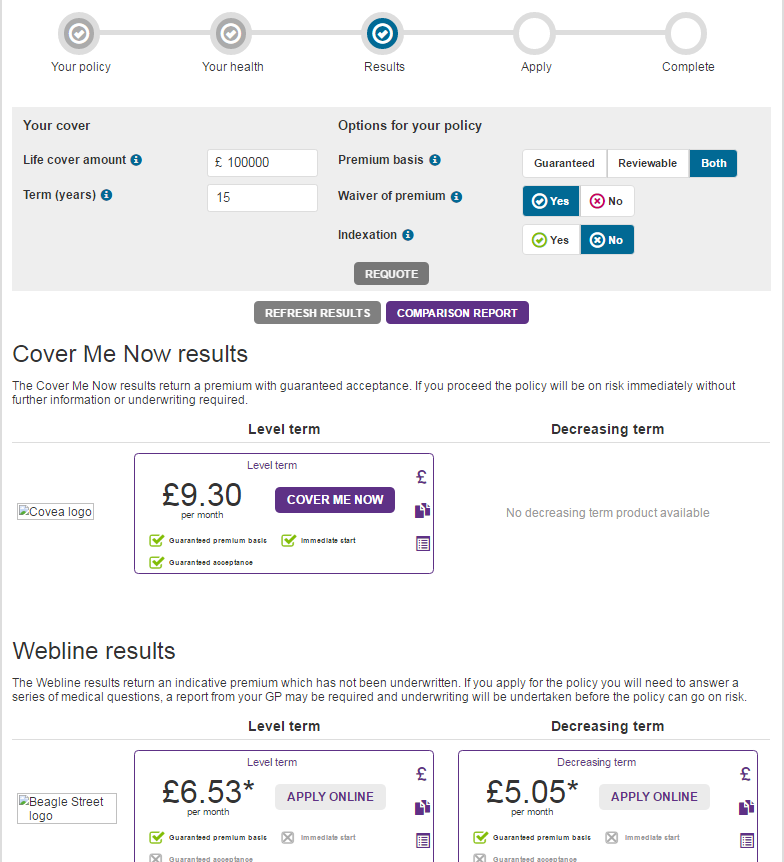 Your policy
Your health
Results
Apply
Complete
Your cover
Options for your policy
Life cover amount
£ 100000
Premium basis
Guaranteed
Reviewable
Both
Term (years)
15
Waiver of premium
Yes
No
Indexation
Yes
No
REQUOTE
REFRESH RESULTS
COMPARISON REPORT
Cover Me Now results
The Cover Me Now results return a premium with guaranteed acceptance. If you proceed the policy will be on risk immediately without
further information or underwriting required.
Level term
Decreasing term
Level term
£9.30
per month
COVER ME NOW
£
Covea logo
No decreasing term product available
Guaranteed premium basis
Immediate start
Guaranteed acceptance
Webline results
The Webline results return an indicative premium which has not been underwritten. If you apply for the policy you will need to answer a
series of medical questions, a report from your GP may be required and underwriting will be undertaken before the policy can go on risk.
Level term
Decreasing term
Beagle Street
logo
Level term
£6.53*
per month
APPLY ONLINE
£
Guaranteed premium basis
Immediate start
Guaranteed acceptance
Decreasing term
£5.05*
per month
APPLY ONLINE
£
Guaranteed premium basis
Immediate start
Guaranteed acceptance